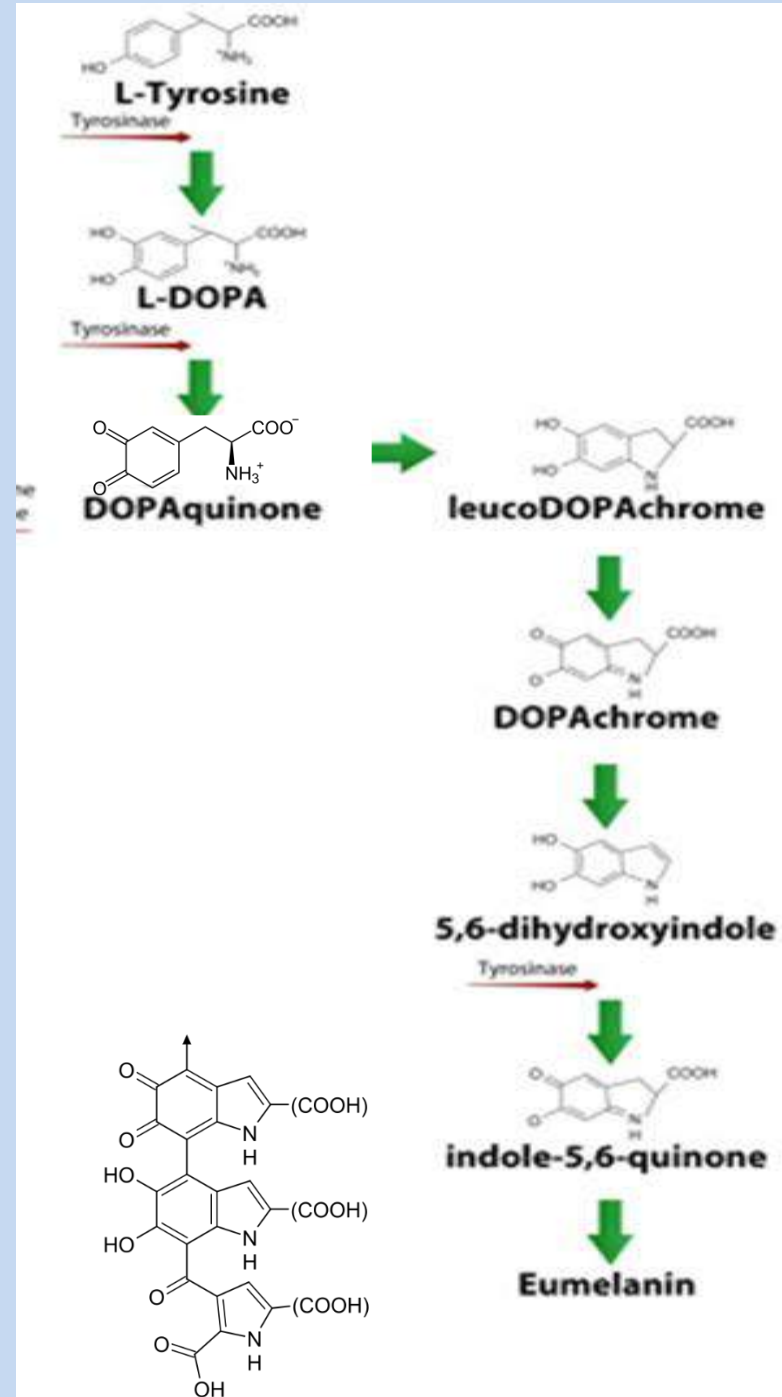 COOH
HO
NH₂
L-Tyrosine
Tyrosinase
HO
COOH
HO
NH₂
L-DOPA
Tyrosinase
O
COO⁻
O
NH₃⁺
DOPAquinone
HO
COOH
HO
N
H
leucoDOPAchrome
O
COOH
O
N
H
DOPAchrome
HO
HO
N
H
5,6-dihydroxyindole
Tyrosinase
O
COOH
O
N
H
indole-5,6-quinone
Eumelanin
O
(COOH)
O
N
H
HO
(COOH)
HO
N
H
O
(COOH)
O
N
H
OH